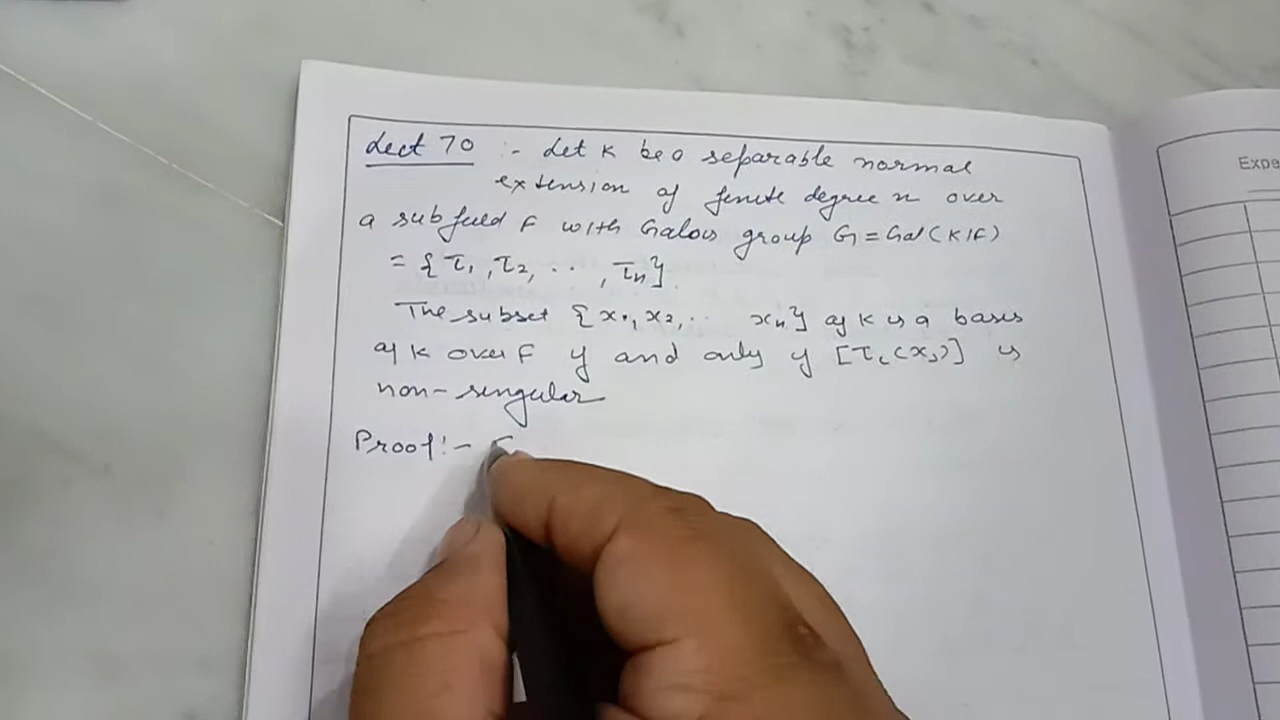 Lect 70 :- Let K be a separable normal
extension of finite degree n over
a subfield F with Galois group G = Gal(K/F)
= {τ1, τ2, .. , τn}.
The subset {x1, x2, .. xn} of K is a basis
of K over F if and only if [τi(xj)] is
non-singular
Proof:-
Expe